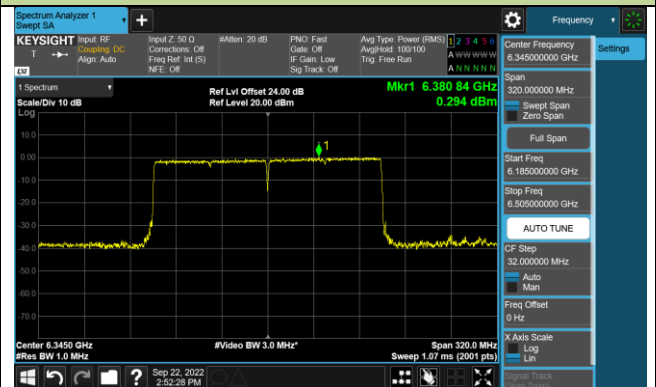 Spectrum Analyzer 1
Swept SA
+
Frequency
KEYSIGHT
Input: RF
Coupling: DC
Align: Auto
Input Z: 50 Ω
Corrections: Off
Freq Ref: Int (S)
NFE: Off
#Atten: 20 dB
PNO: Fast
Gate: Off
IF Gain: Low
Sig Track: Off
Avg Type: Power (RMS)
Avg|Hold: 100/100
Trig: Free Run
1 2 3 4 5 6
A W W W W W
A N N N N N
T
LXI
1 Spectrum
Scale/Div 10 dB
Log
Ref Lvl Offset 24.00 dB
Ref Level 20.00 dBm
Mkr1 6.380 84 GHz
0.294 dBm
1
10.0
0.00
-10.0
-20.0
-30.0
-40.0
-50.0
-60.0
-70.0
Center 6.3450 GHz
#Res BW 1.0 MHz
#Video BW 3.0 MHz*
Span 320.0 MHz
Sweep 1.07 ms (2001 pts)
Sep 22, 2022
2:52:28 PM
?
Center Frequency
6.345000000 GHz
Span
320.000000 MHz
Swept Span
Zero Span
Full Span
Start Freq
6.185000000 GHz
Stop Freq
6.505000000 GHz
AUTO TUNE
CF Step
32.000000 MHz
Auto
Man
Freq Offset
0 Hz
X Axis Scale
Log
Lin
Signal Track
Settings